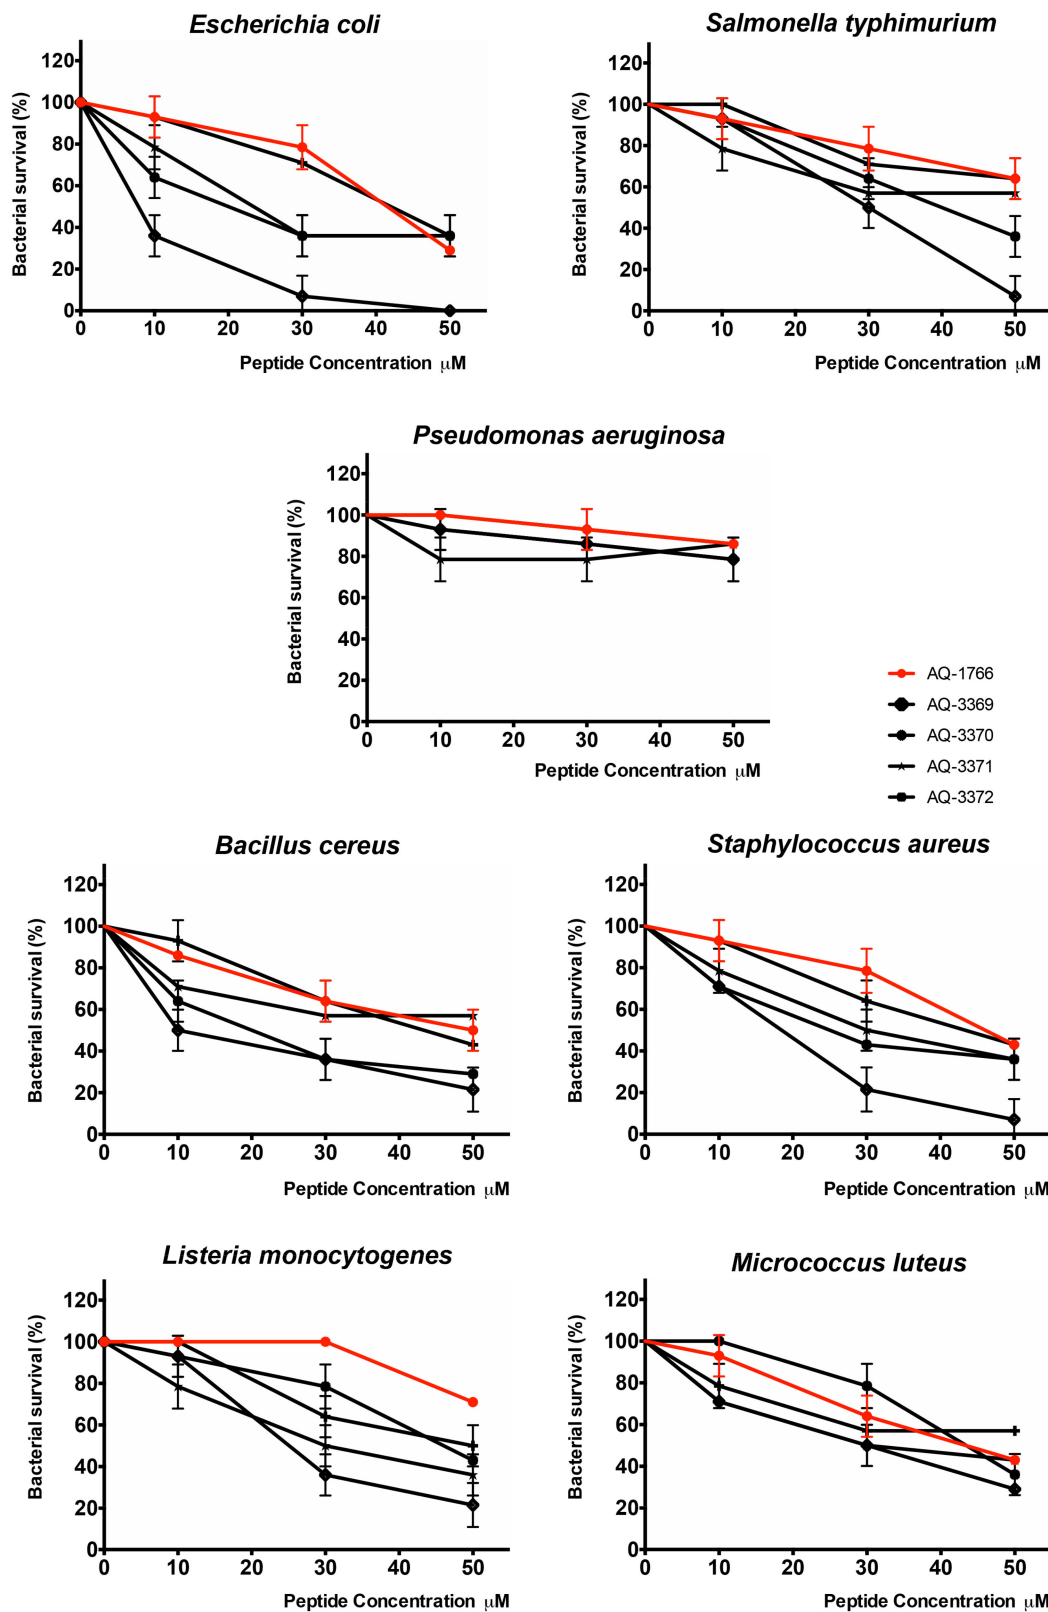 Escherichia coli
Bacterial survival (%)
120
100
80
60
40
20
0
0 10 20 30 40 50
Peptide Concentration μM
Salmonella typhimurium
Bacterial survival (%)
120
100
80
60
40
20
0
0 10 20 30 40 50
Peptide Concentration μM
Pseudomonas aeruginosa
Bacterial survival (%)
120
100
80
60
40
20
0
0 10 20 30 40 50
Peptide Concentration μM
AQ-1766
AQ-3369
AQ-3370
AQ-3371
AQ-3372
Bacillus cereus
Bacterial survival (%)
120
100
80
60
40
20
0
0 10 20 30 40 50
Peptide Concentration μM
Staphylococcus aureus
Bacterial survival (%)
120
100
80
60
40
20
0
0 10 20 30 40 50
Peptide Concentration μM
Listeria monocytogenes
Bacterial survival (%)
120
100
80
60
40
20
0
0 10 20 30 40 50
Peptide Concentration μM
Micrococcus luteus
Bacterial survival (%)
120
100
80
60
40
20
0
0 10 20 30 40 50
Peptide Concentration μM